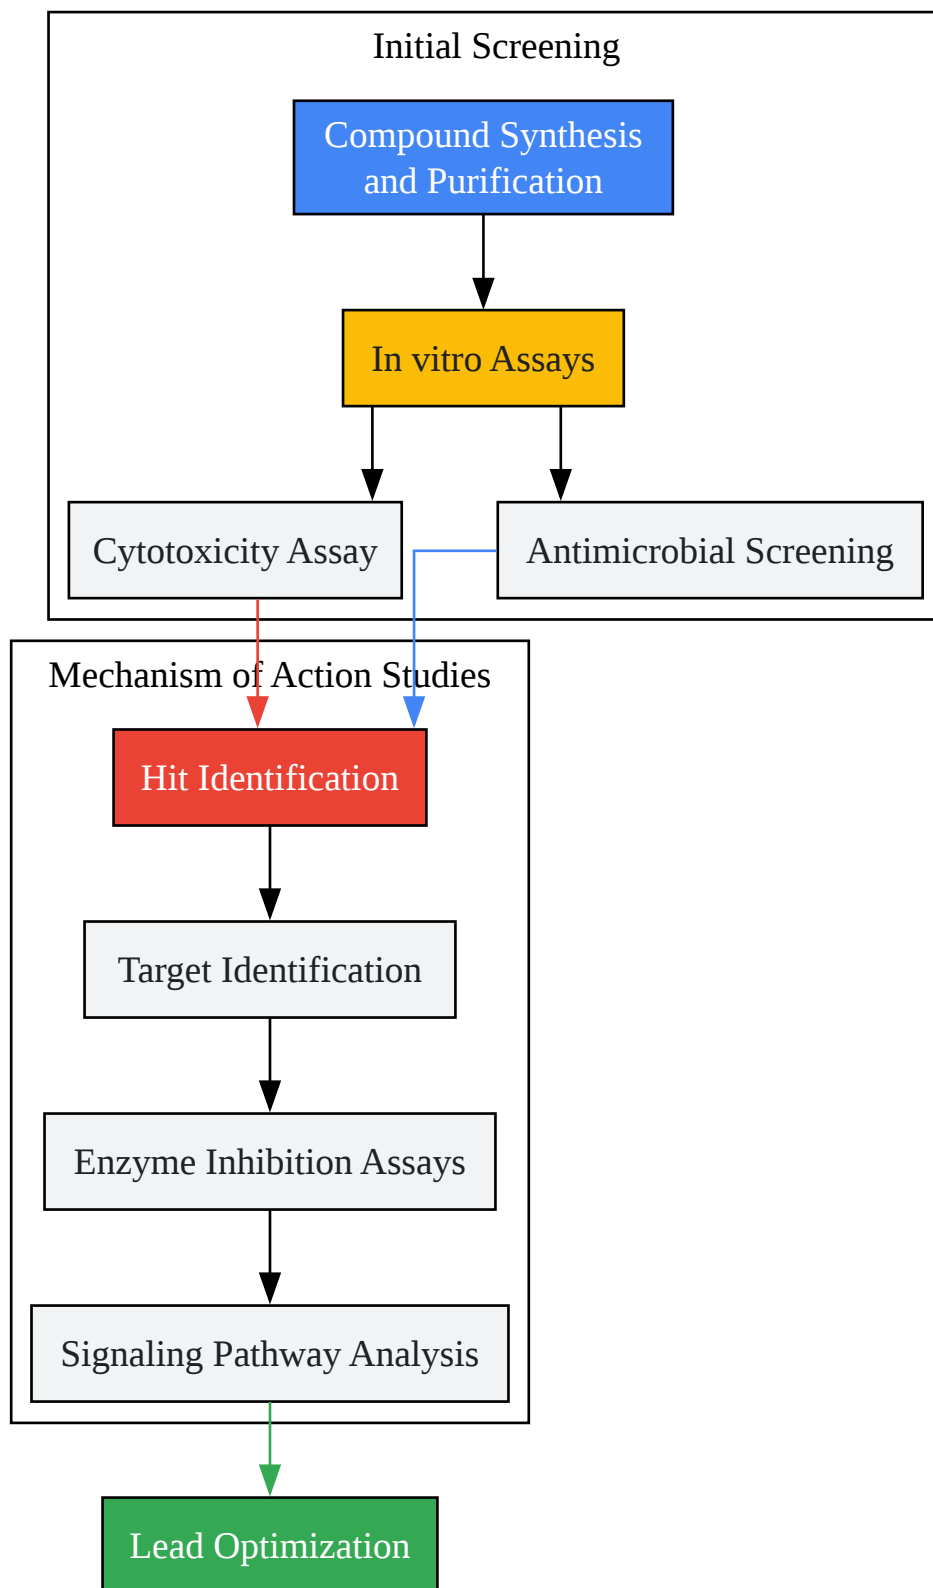 Initial Screening
Compound Synthesis
and Purification
In vitro Assays
Cytotoxicity Assay
Antimicrobial Screening
Mechanism of Action Studies
Hit Identification
Target Identification
Enzyme Inhibition Assays
Signaling Pathway Analysis
Lead Optimization